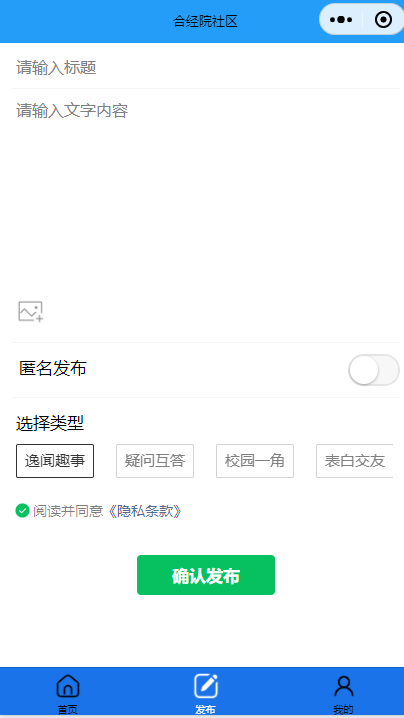 合经院社区
请输入标题
请输入文字内容
匿名发布
选择类型
逸闻趣事 疑问互答 校园一角 表白交友
阅读并同意《隐私条款》
确认发布
首页 发布 我的